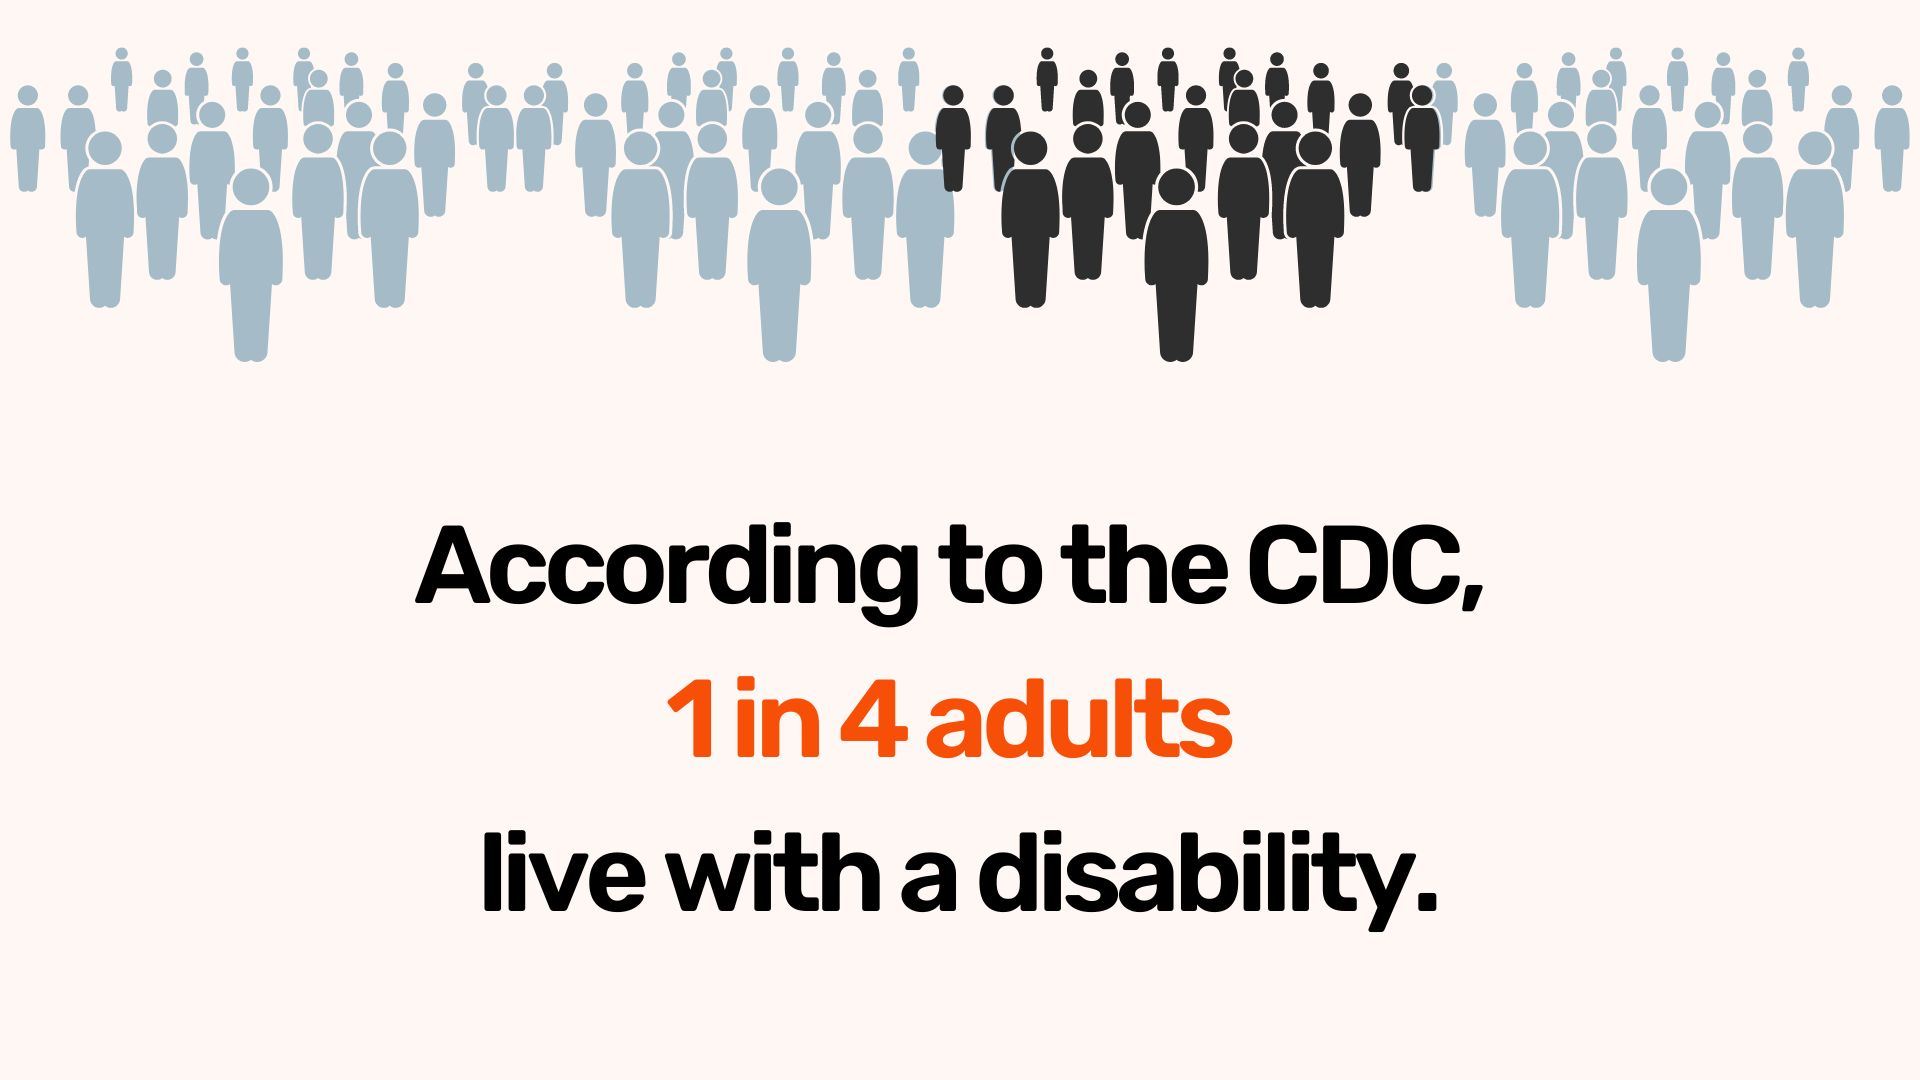 According to the CDC,
1 in 4 adults
live with a disability.